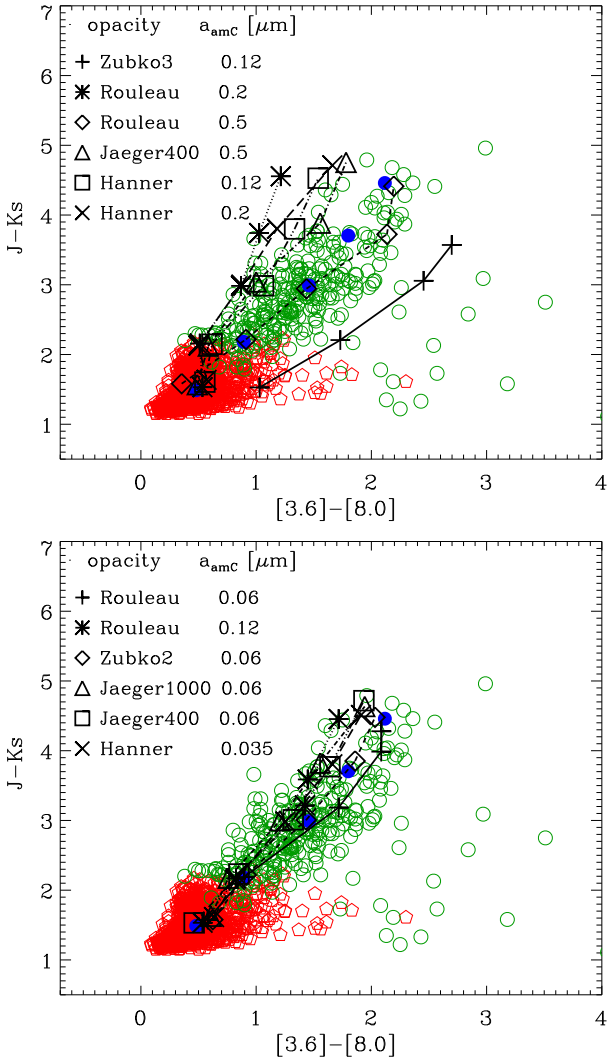 opacity a_amC [μm]
Zubko3 0.12
Rouleau 0.2
Rouleau 0.5
Jaeger400 0.5
Hanner 0.12
Hanner 0.2
J−Ks
7
6
5
4
3
2
1
0 1 2 3 4
[3.6]−[8.0]
opacity a_amC [μm]
Rouleau 0.06
Rouleau 0.12
Zubko2 0.06
Jaeger1000 0.06
Jaeger400 0.06
Hanner 0.035
J−Ks
7
6
5
4
3
2
1
0 1 2 3 4
[3.6]−[8.0]